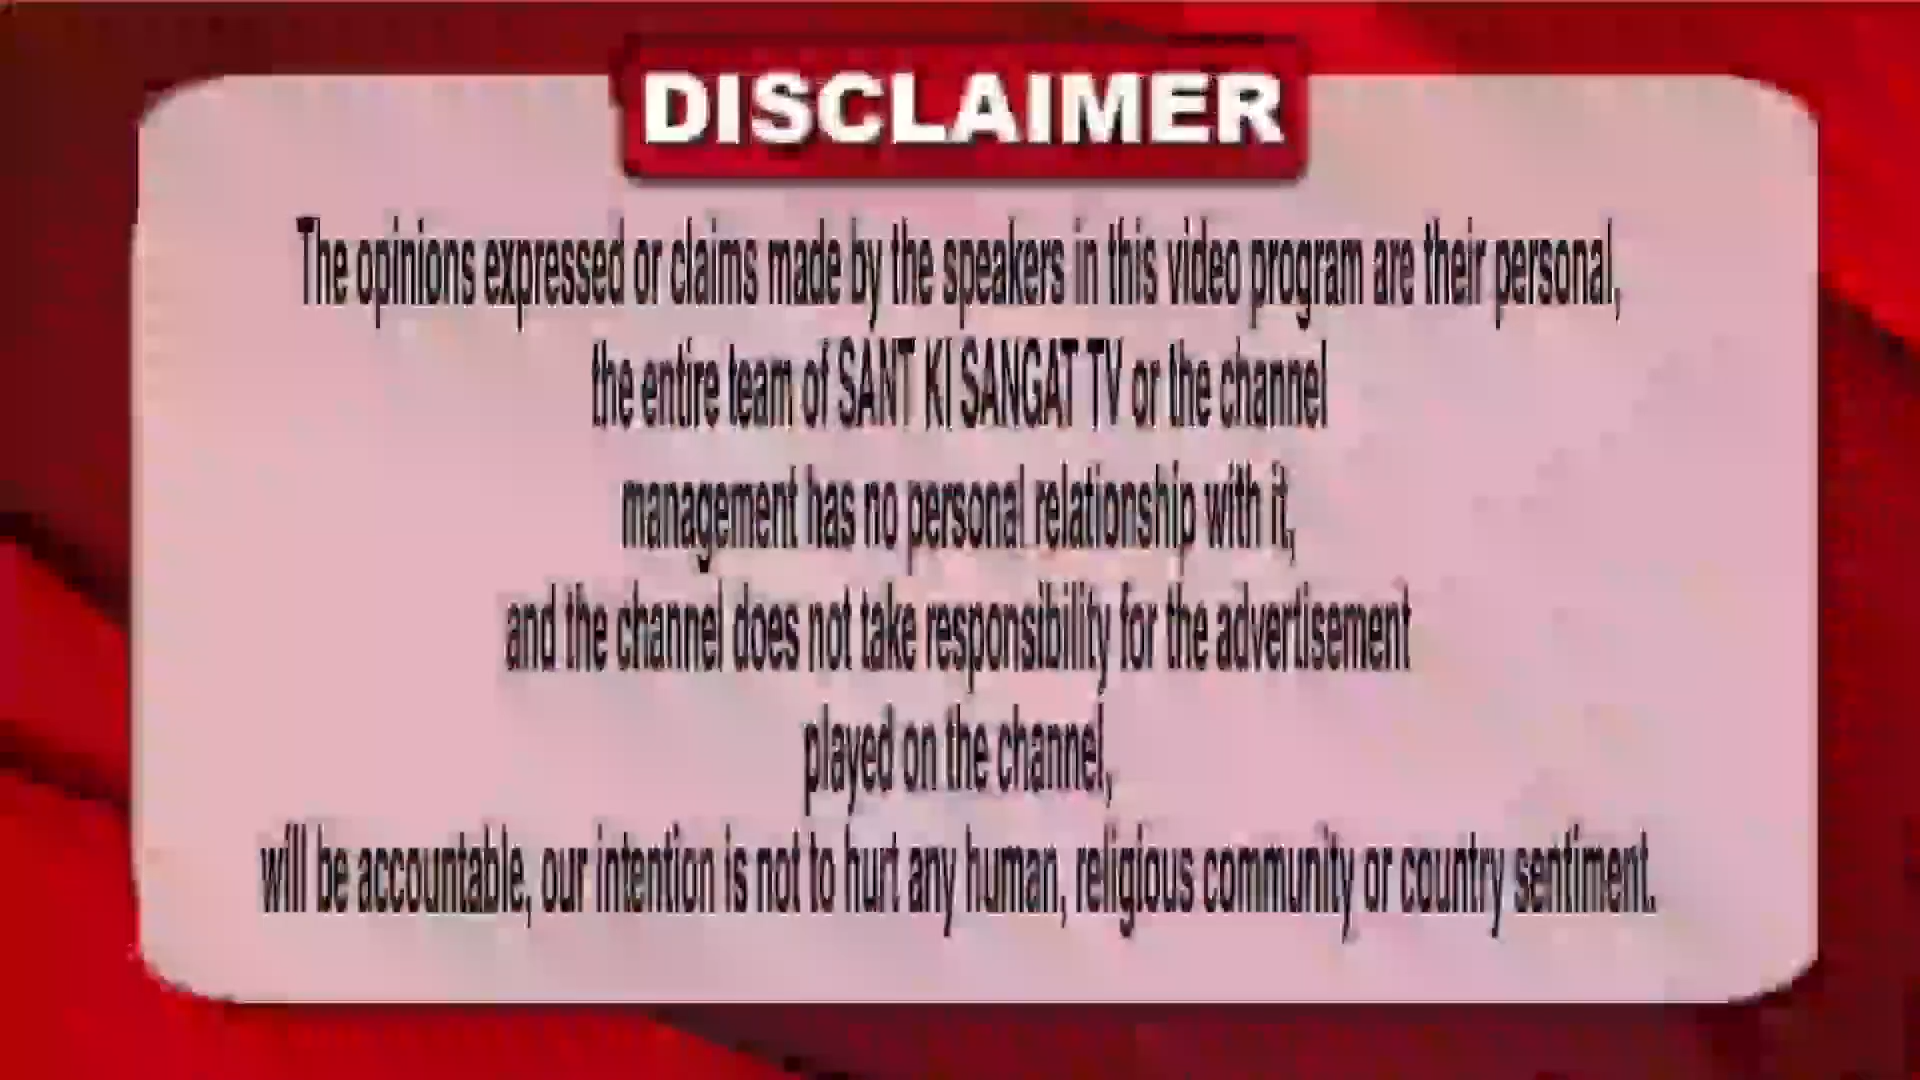 DISCLAIMER
The opinions expressed or claims made by the speakers in this video program are their personal,
the entire team of SANT KI SANGAT TV or the channel
management has no personal relationship with it,
and the channel does not take responsibility for the advertisement
played on the channel,
will be accountable, our intention is not to hurt any human, religious community or country sentiment.